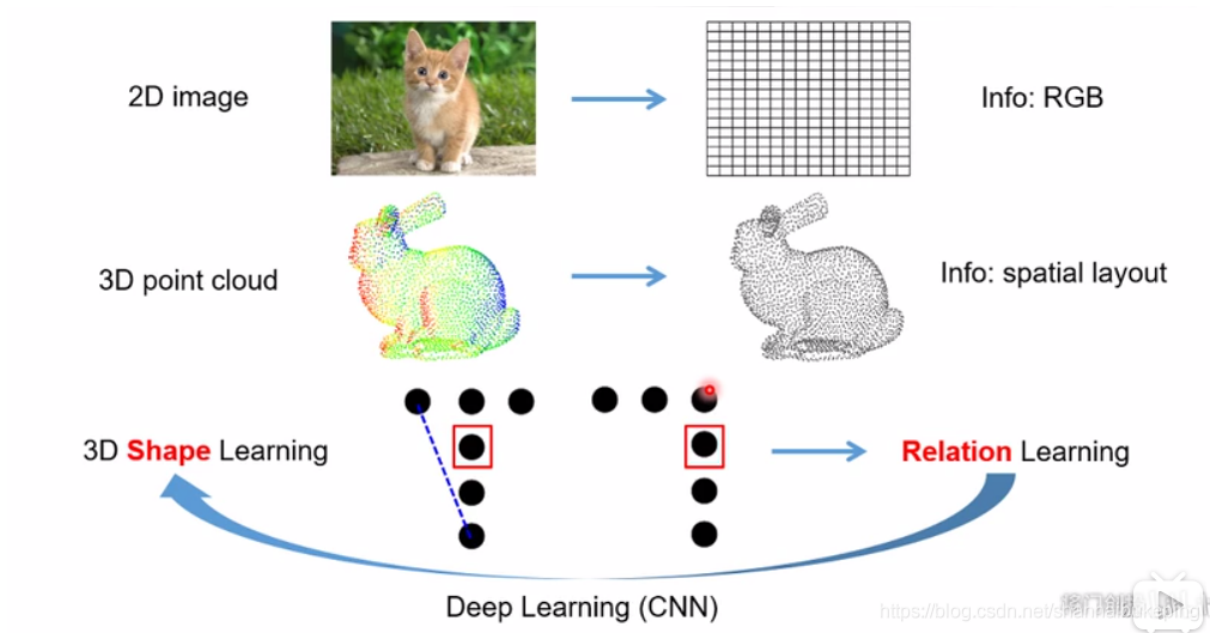 2D image
Info: RGB
3D point cloud
Info: spatial layout
3D Shape Learning
Relation Learning
Deep Learning (CNN)